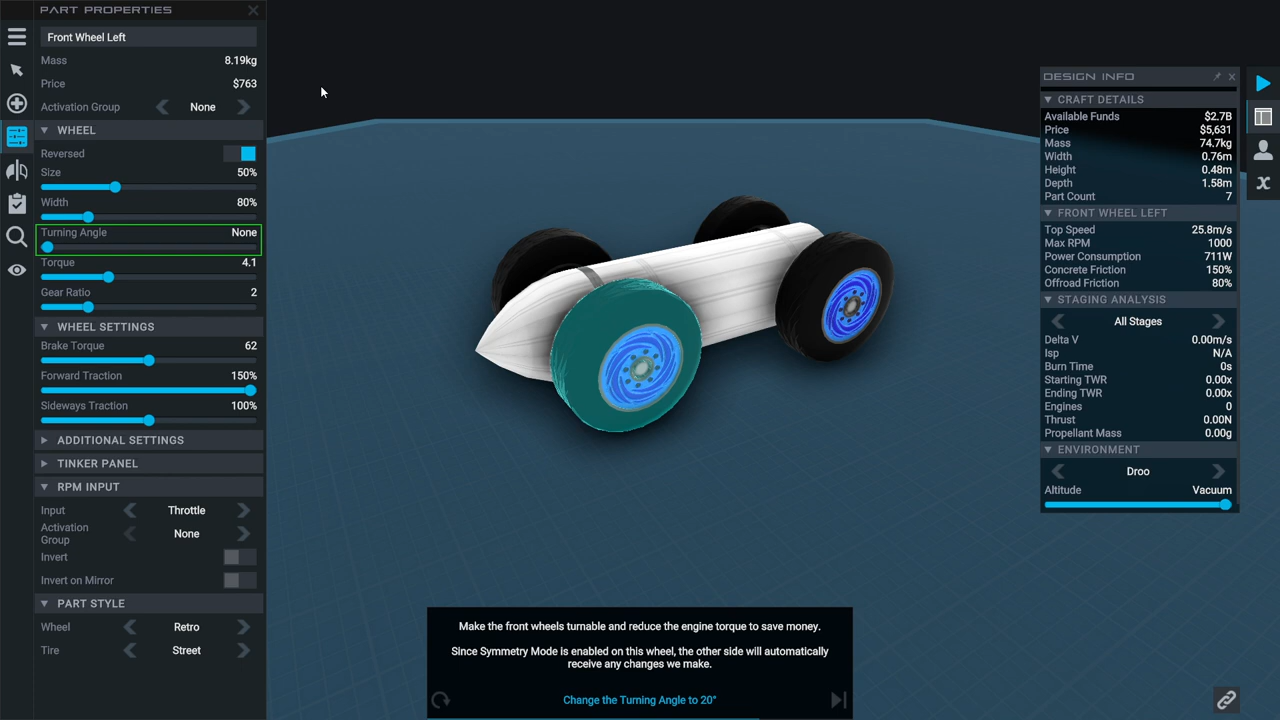 PART PROPERTIES
Front Wheel Left
Mass 8.19kg
Price $763
Activation Group None
WHEEL
Reversed
Size 50%
Width 80%
Turning Angle None
Torque 4.1
Gear Ratio 2
WHEEL SETTINGS
Brake Torque 62
Forward Traction 150%
Sideways Traction 100%
ADDITIONAL SETTINGS
TINKER PANEL
RPM INPUT
Input Throttle
Activation
Group None
Invert
Invert on Mirror
PART STYLE
Wheel Retro
Tire Street
Make the front wheels turnable and reduce the engine torque to save money.
Since Symmetry Mode is enabled on this wheel, the other side will automatically
receive any changes we make.
Change the Turning Angle to 20°
DESIGN INFO
CRAFT DETAILS
Available Funds $2.7B
Price $5,631
Mass 74.7kg
Width 0.76m
Height 0.48m
Depth 1.58m
Part Count 7
FRONT WHEEL LEFT
Top Speed 25.8m/s
Max RPM 1000
Power Consumption 711W
Concrete Friction 150%
Offroad Friction 80%
STAGING ANALYSIS
All Stages
Delta V 0.00m/s
Isp N/A
Burn Time 0s
Starting TWR 0.00x
Ending TWR 0.00x
Engines 0
Thrust 0.00N
Propellant Mass 0.00g
ENVIRONMENT
Droo
Altitude Vacuum